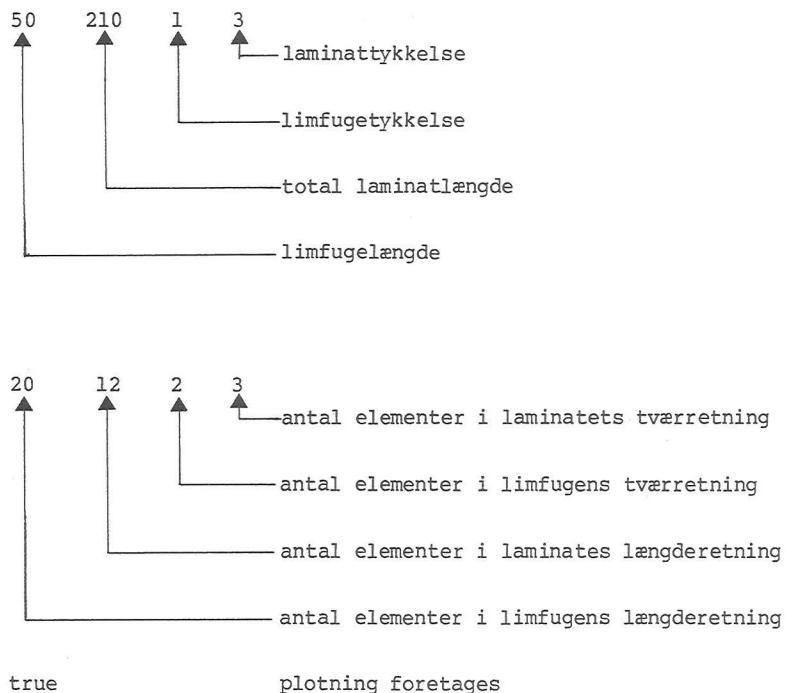 50 210 1 3
laminattykkelse
limfugetykkelse
total laminatlængde
limfugelængde
20 12 2 3
antal elementer i laminatets tværretning
antal elementer i limfugens tværretning
antal elementer i laminates længderetning
antal elementer i limfugens længderetning
true plotning foretages